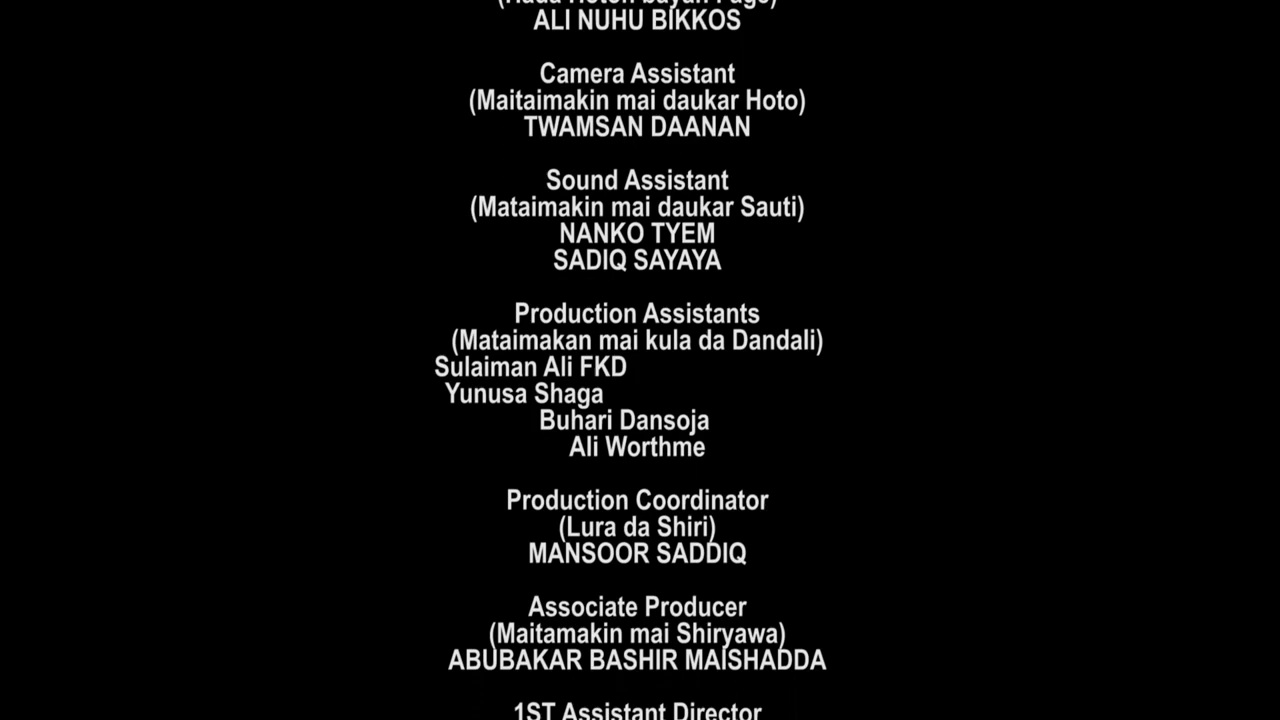 ALI NUHU BIKKOS
Camera Assistant
(Maitaimakin mai daukar Hoto)
TWAMSAN DAANAN
Sound Assistant
(Mataimakin mai daukar Sauti)
NANKO TYEM
SADIQ SAYAYA
Production Assistants
(Mataimakan mai kula da Dandali)
Sulaiman Ali FKD
Yunusa Shaga
Buhari Dansoja
Ali Worthme
Production Coordinator
(Lura da Shiri)
MANSOOR SADDIQ
Associate Producer
(Maitamakin mai Shiryawa)
ABUBAKAR BASHIR MAISHADDA
1ST Assistant Director